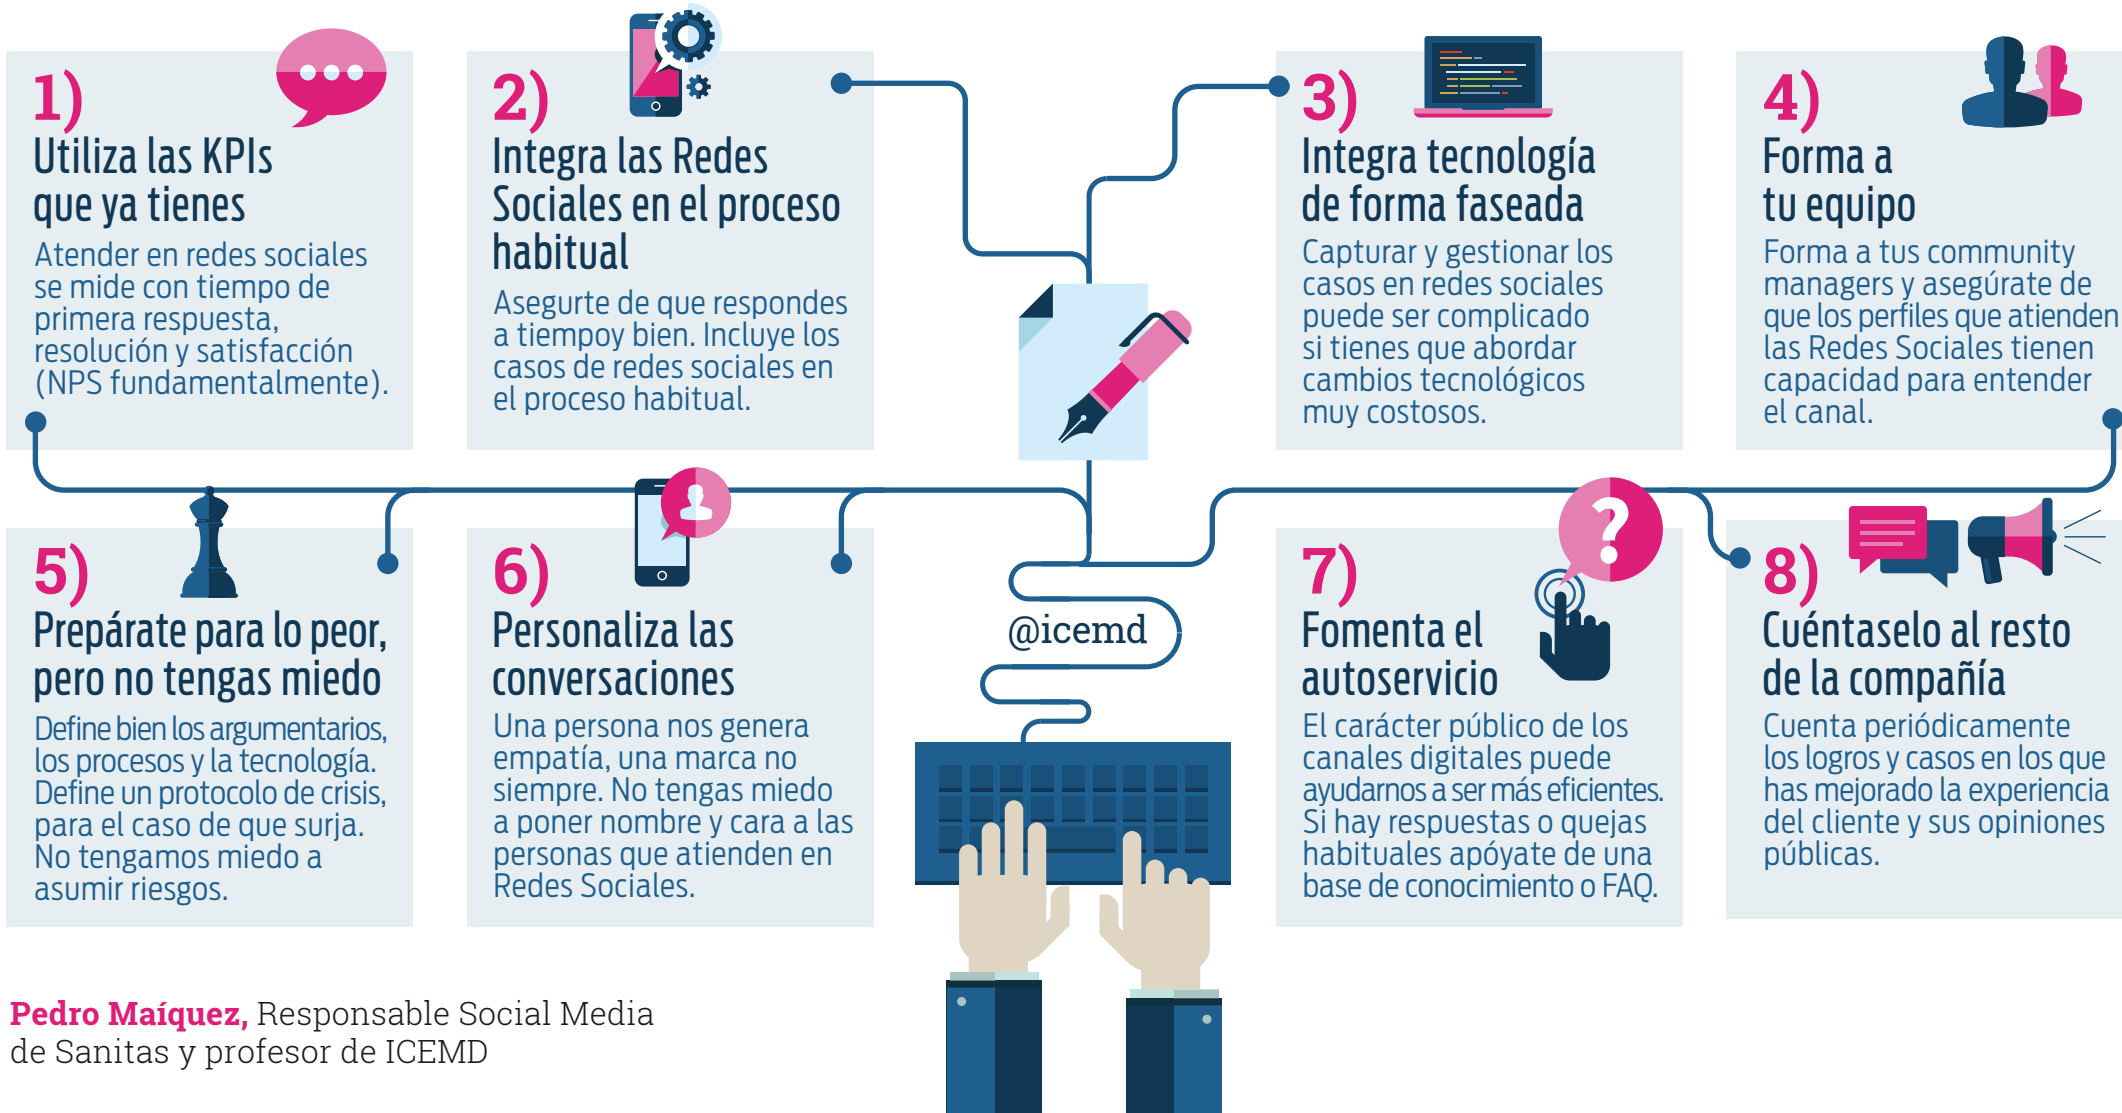 1)
Utiliza las KPIs
que ya tienes
Atender en redes sociales
se mide con tiempo de
primera respuesta,
resolución y satisfacción
(NPS fundamentalmente).
2)
Integra las Redes
Sociales en el proceso
habitual
Asegurte de que respondes
a tiempoy bien. Incluye los
casos de redes sociales en
el proceso habitual.
3)
Integra tecnología
de forma faseada
Capturar y gestionar los
casos en redes sociales
puede ser complicado
si tienes que abordar
cambios tecnológicos
muy costosos.
4)
Forma a
tu equipo
Forma a tus community
managers y asegúrate de
que los perfiles que atienden
las Redes Sociales tienen
capacidad para entender
el canal.
5)
Prepárate para lo peor,
pero no tengas miedo
Define bien los argumentarios,
los procesos y la tecnología.
Define un protocolo de crisis,
para el caso de que surja.
No tengamos miedo a
asumir riesgos.
6)
Personaliza las
conversaciones
Una persona nos genera
empatía, una marca no
siempre. No tengas miedo
a poner nombre y cara a las
personas que atienden en
Redes Sociales.
@icemd
7)
Fomenta el
autoservicio
El carácter público de los
canales digitales puede
ayudarnos a ser más eficientes.
Si hay respuestas o quejas
habituales apóyate de una
base de conocimiento o FAQ.
8)
Cuéntaselo al resto
de la compañía
Cuenta periódicamente
los logros y casos en los que
has mejorado la experiencia
del cliente y sus opiniones
públicas.
Pedro Maíquez, Responsable Social Media
de Sanitas y profesor de ICEMD